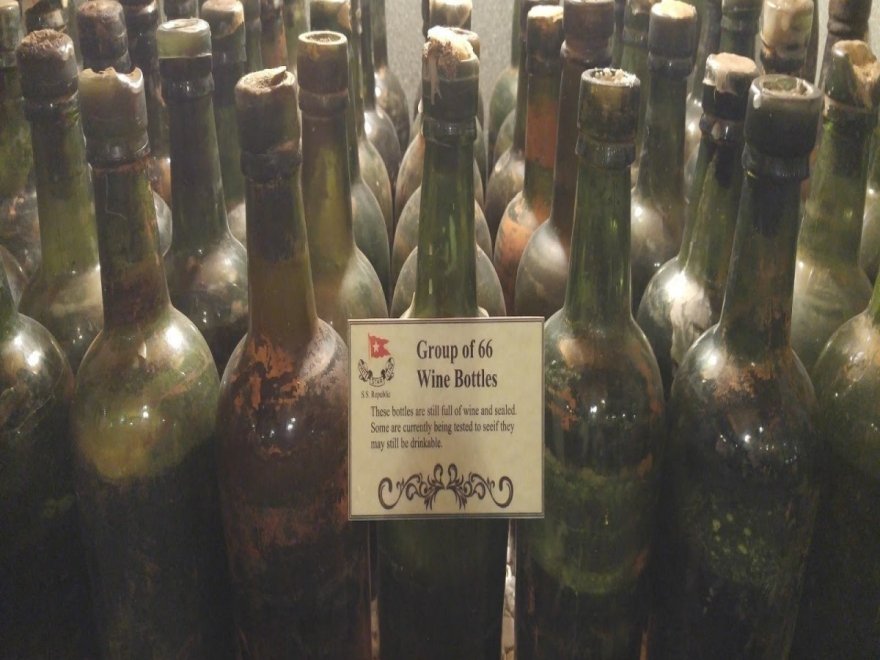 Group of 66
Wine Bottles
S.S. Republic
These bottles are still full of wine and sealed.
Some are currently being tested to seeif they
may still be drinkable.